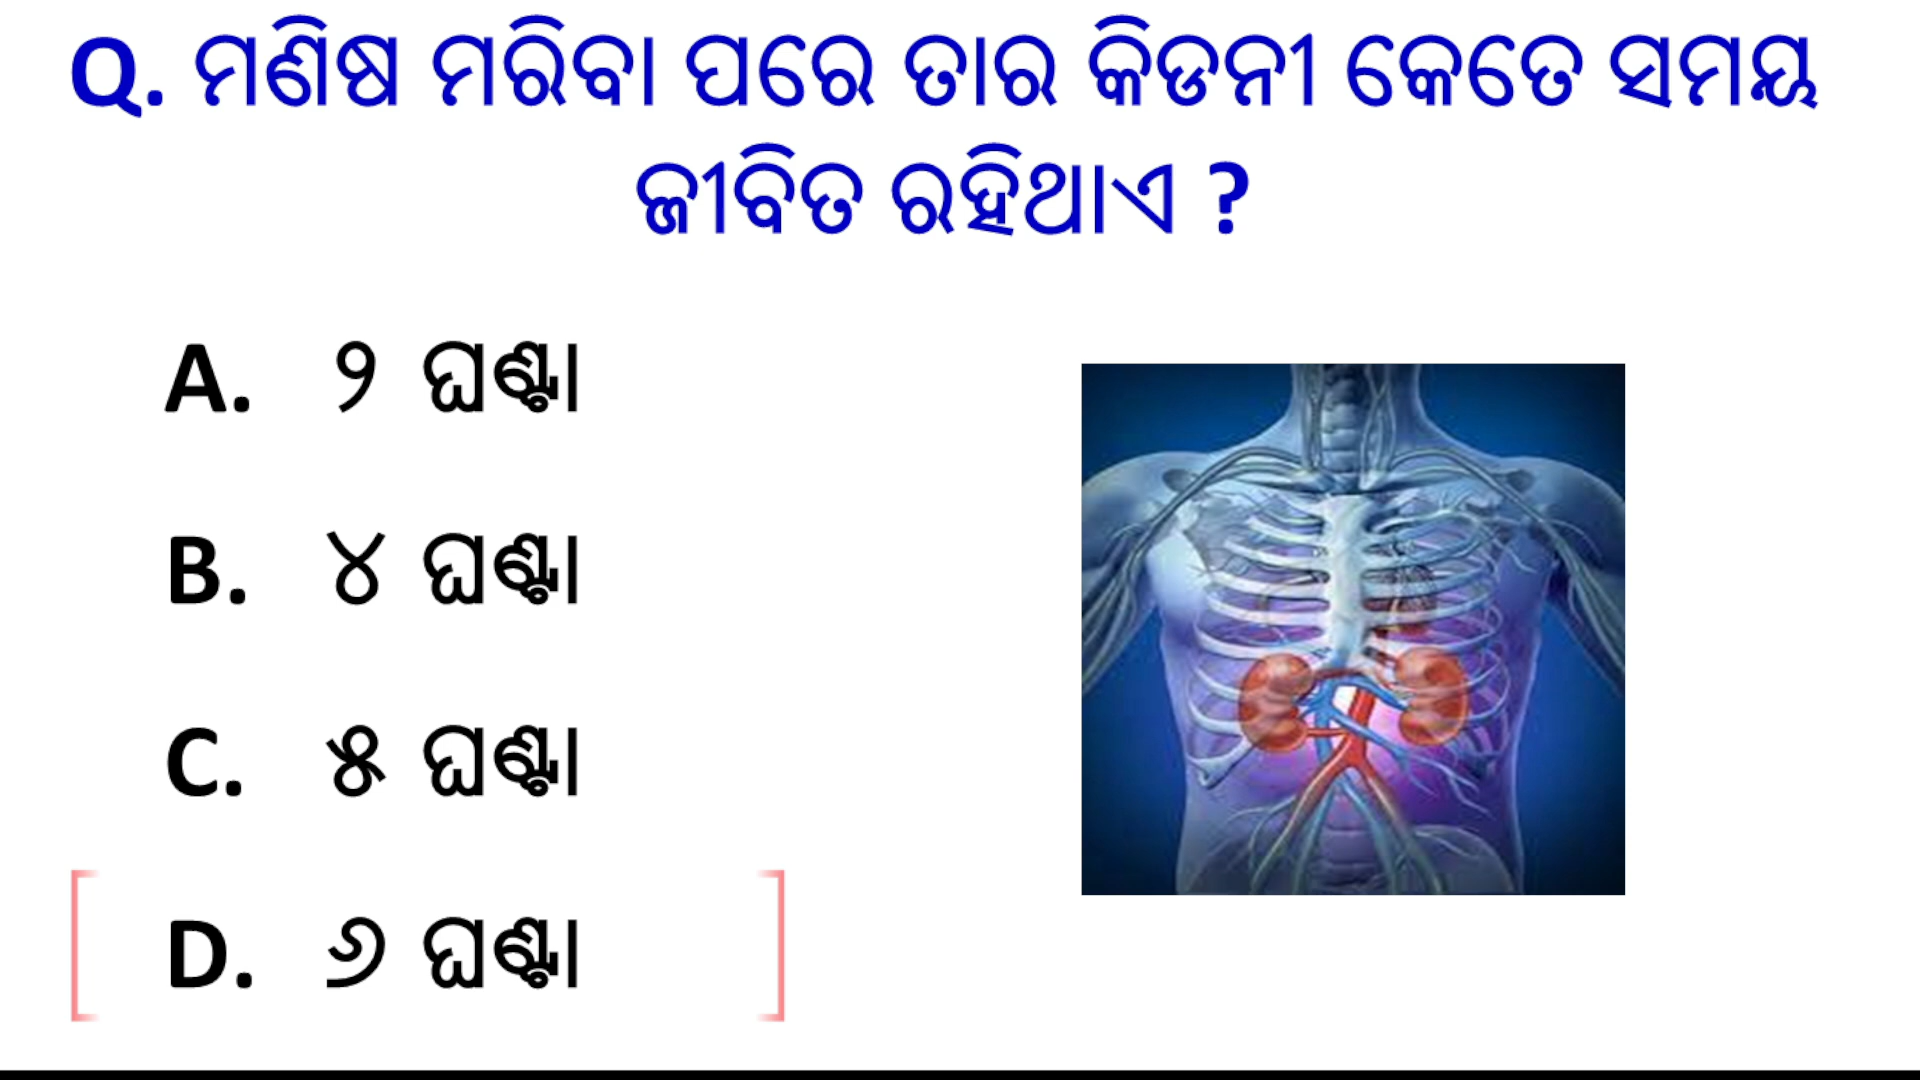 Q. ମଣିଷ ମରିବା ପରେ ତାର କିଡନୀ କେତେ ସମୟ
ଜୀବିତ ରହିଥାଏ ?
A. ୨ ଘଣ୍ଟା
B. ୪ ଘଣ୍ଟା
C. ୫ ଘଣ୍ଟା
D. ୬ ଘଣ୍ଟା